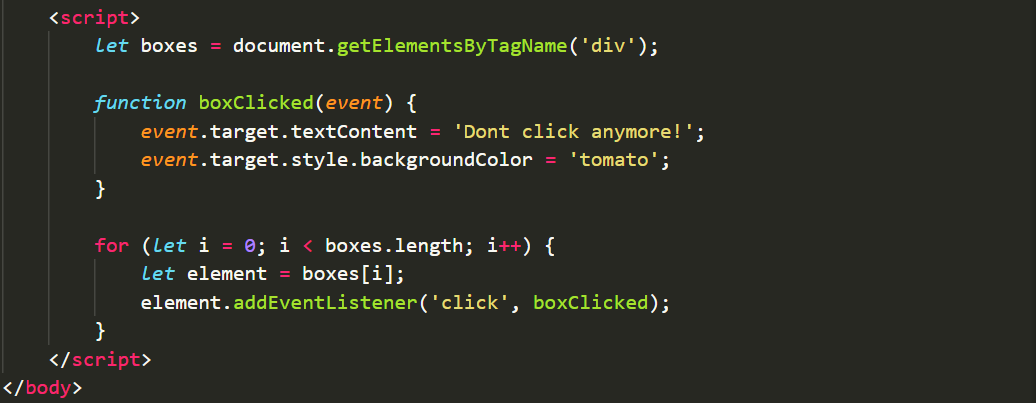 <script>
let boxes = document.getElementsByTagName('div');
function boxClicked(event) {
event.target.textContent = 'Dont click anymore!';
event.target.style.backgroundColor = 'tomato';
}
for (let i = 0; i < boxes.length; i++) {
let element = boxes[i];
element.addEventListener('click', boxClicked);
}
</script>
</body>